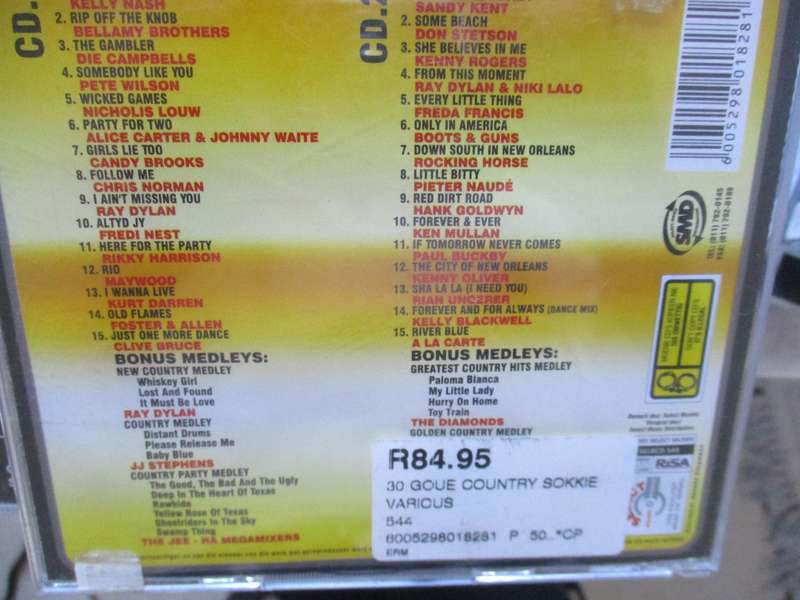 CD.
KELLY NASH
2. RIP OFF THE KNOB
BELLAMY BROTHERS
3. THE GAMBLER
DIE CAMPBELLS
4. SOMEBODY LIKE YOU
PETE WILSON
5. WICKED GAMES
NICHOLIS LOUW
6. PARTY FOR TWO
ALICE CARTER & JOHNNY WAITE
7. GIRLS LIE TOO
CANDY BROOKS
8. FOLLOW ME
CHRIS NORMAN
9. I AIN'T MISSING YOU
RAY DYLAN
10. ALTYD JY
FREDI NEST
11. HERE FOR THE PARTY
RIKKY HARRISON
12. RIO
MAYWOOD
13. I WANNA LIVE
KURT DARREN
14. OLD FLAMES
FOSTER & ALLEN
15. JUST ONE MORE DANCE
CLIVE BRUCE
BONUS MEDLEYS:
NEW COUNTRY MEDLEY
Whiskey Girl
Lost And Found
It Must Be Love
RAY DYLAN
COUNTRY MEDLEY
Distant Drums
Please Release Me
Baby Blue
JJ STEPHENS
COUNTRY PARTY MEDLEY
The Good, The Bad And The Ugly
Deep In The Heart Of Texas
Rawhide
Yellow Rose Of Texas
Ghostriders In The Sky
Swamp Thing
THE JEE - HA MEGAMIXERS
CD.2
SANDY KENT
2. SOME BEACH
DON STETSON
3. SHE BELIEVES IN ME
KENNY ROGERS
4. FROM THIS MOMENT
RAY DYLAN & NIKI LALO
5. EVERY LITTLE THING
FREDA FRANCIS
6. ONLY IN AMERICA
BOOTS & GUNS
7. DOWN SOUTH IN NEW ORLEANS
ROCKING HORSE
8. LITTLE BITTY
PIETER NAUDÉ
9. RED DIRT ROAD
HANK GOLDWYN
10. FOREVER & EVER
KEN MULLAN
11. IF TOMORROW NEVER COMES
PAUL BUCKBY
12. THE CITY OF NEW ORLEANS
KENNY OLIVER
13. SHA LA LA (I NEED YOU)
RIAN UNGERER
14. FOREVER AND FOR ALWAYS (DANCE MIX)
KELLY BLACKWELL
15. RIVER BLUE
A LA CARTE
BONUS MEDLEYS:
GREATEST COUNTRY HITS MEDLEY
Paloma Blanca
My Little Lady
Hurry On Home
Toy Train
THE DIAMONDS
GOLDEN COUNTRY MEDLEY
6005298018281
SMD
TEL: (011) 792-0145
RiSA
R84.95
30 GOUE COUNTRY SOKKIE
VARIOUS
544
6005298018281 P 50..*CP
ERM